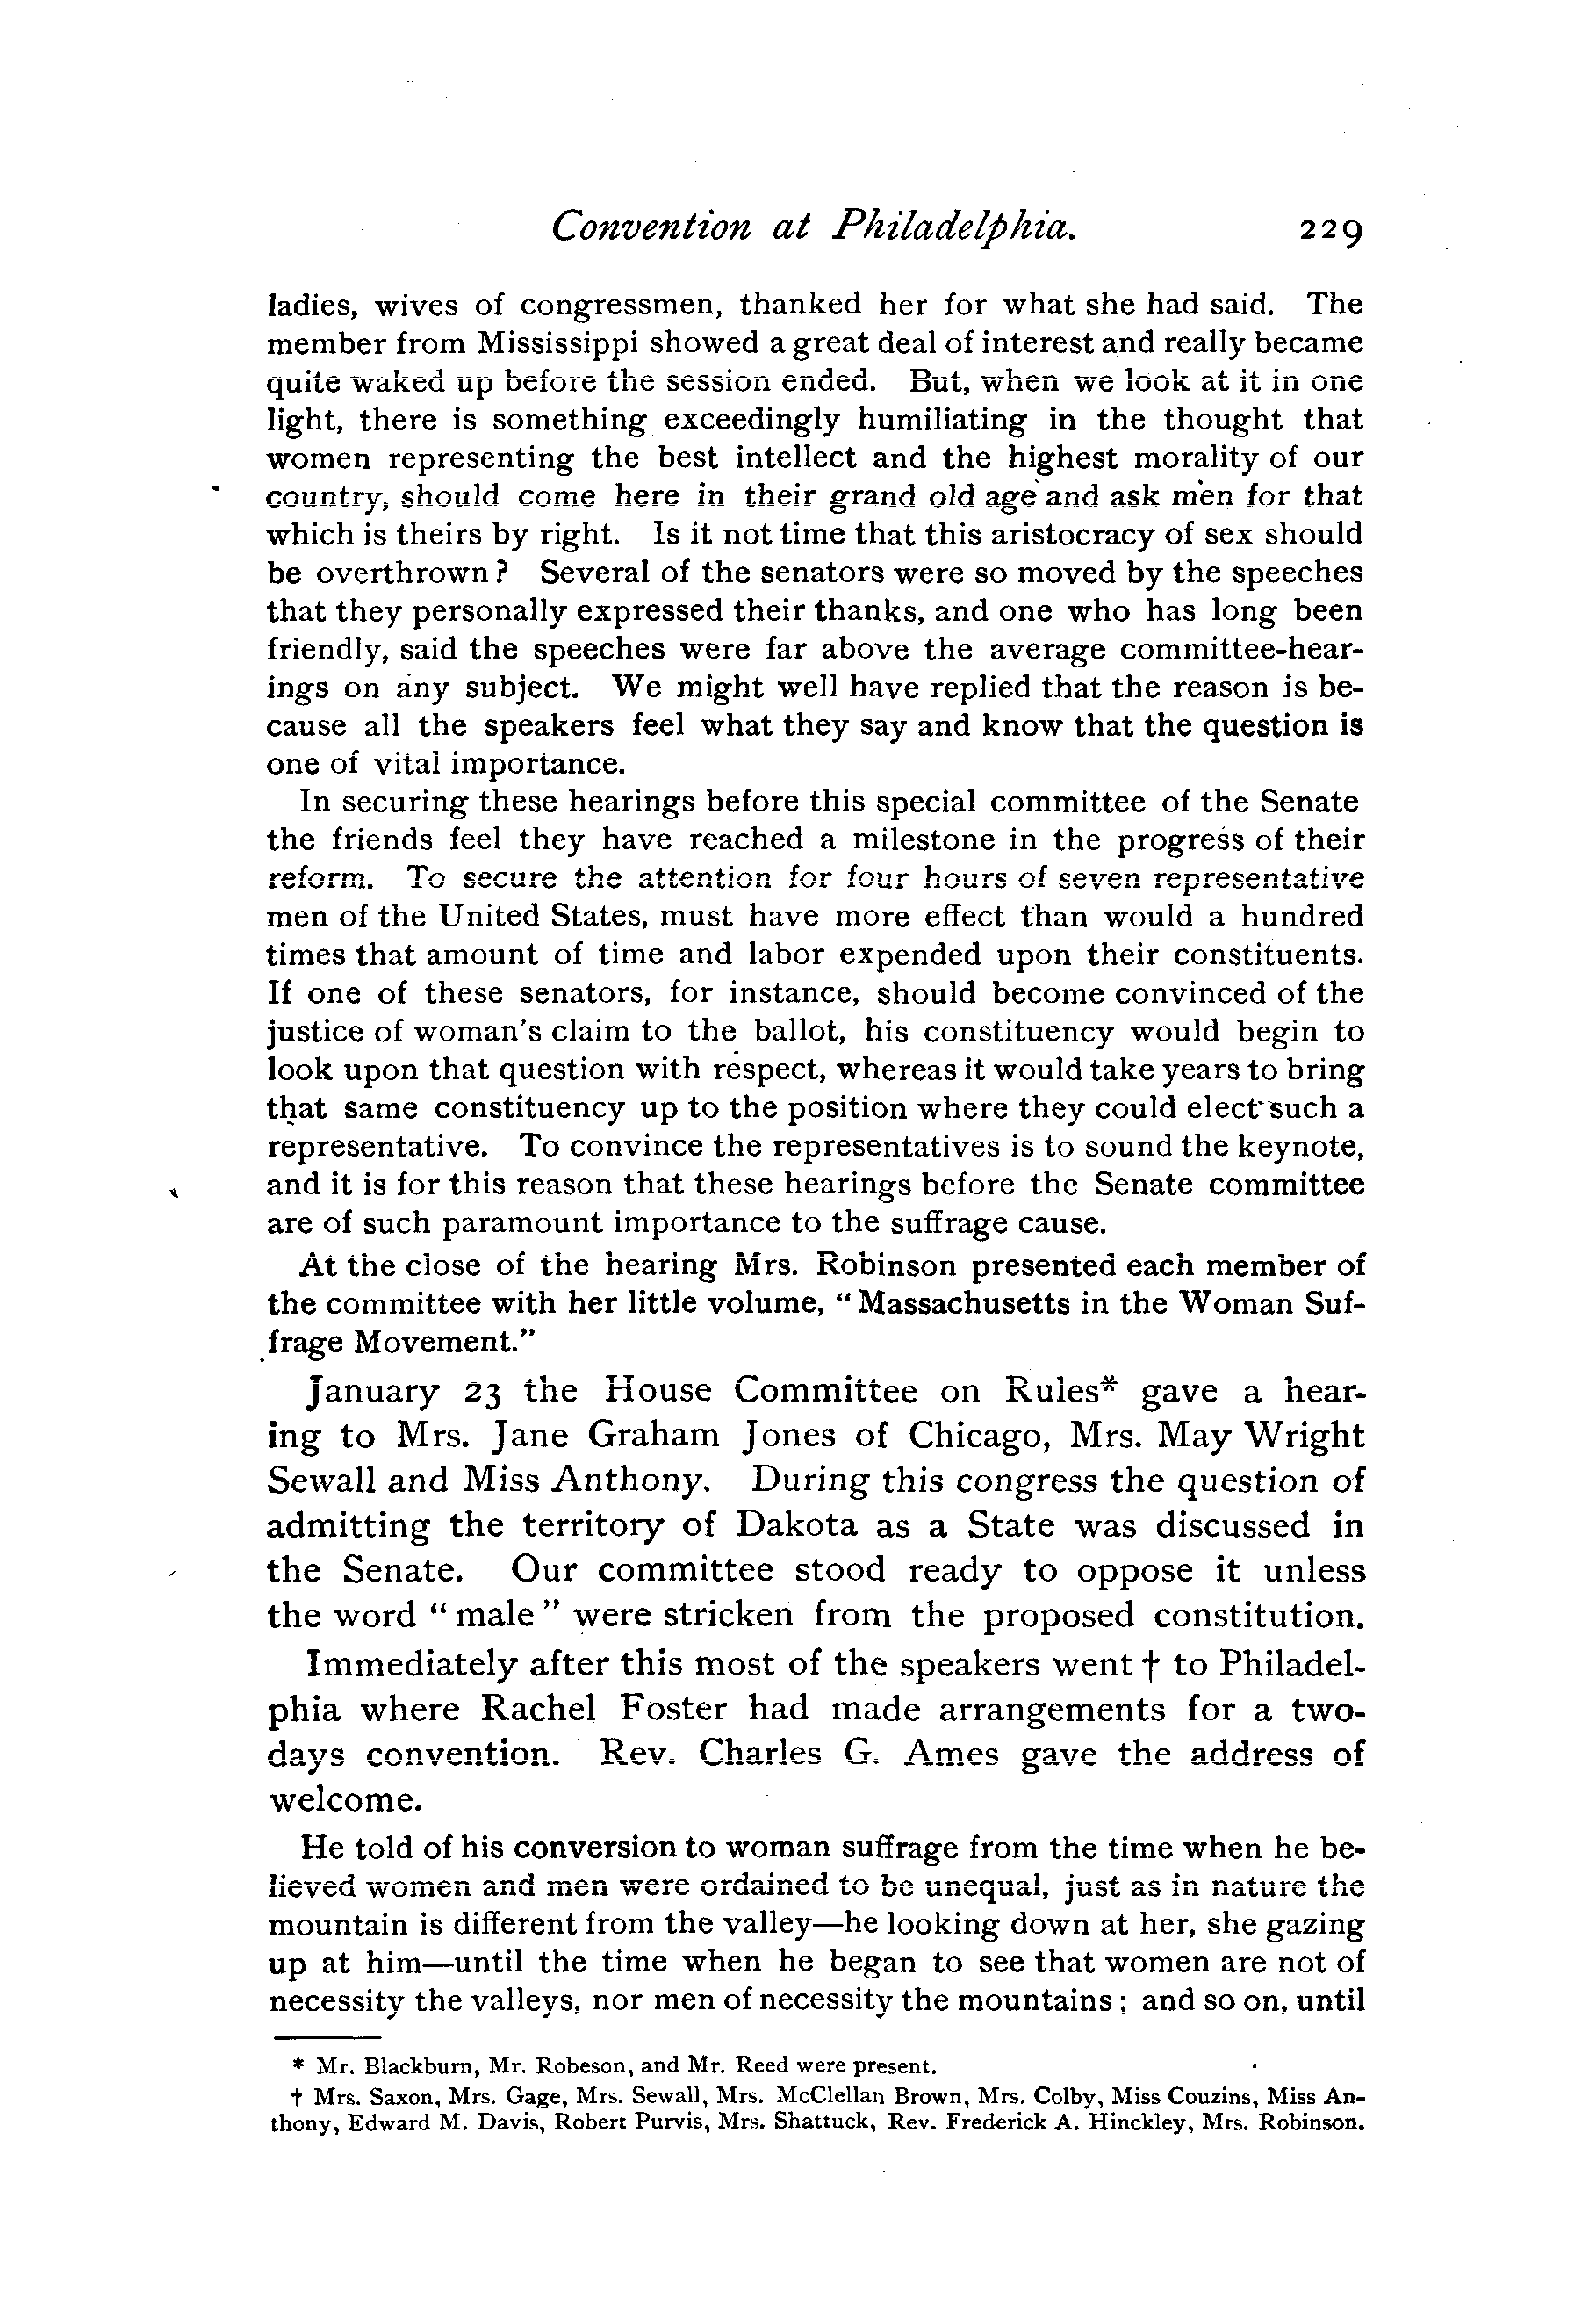 Convention at Philadelphia. 229
ladies, wives of congressmen, thanked her for what she had said. The
member from Mississippi showed a great deal of interest and really became
quite waked up before the session ended. But, when we look at it in one
light, there is something exceedingly humiliating in the thought that
women representing the best intellect and the highest morality of our
country, should come here in their grand old age and ask men for that
which is theirs by right. Is it not time that this aristocracy of sex should
be overthrown? Several of the senators were so moved by the speeches
that they personally expressed their thanks, and one who has long been
friendly, said the speeches were far above the average committee-hear-
ings on any subject. We might well have replied that the reason is be-
cause all the speakers feel what they say and know that the question is
one of vital importance.
In securing these hearings before this special committee of the Senate
the friends feel they have reached a milestone in the progress of their
reform. To secure the attention for four hours of seven representative
men of the United States, must have more effect than would a hundred
times that amount of time and labor expended upon their constituents.
If one of these senators, for instance, should become convinced of the
justice of woman's claim to the ballot, his constituency would begin to
look upon that question with respect, whereas it would take years to bring
that same constituency up to the position where they could elect such a
representative. To convince the representatives is to sound the keynote,
and it is for this reason that these hearings before the Senate committee
are of such paramount importance to the suffrage cause.
At the close of the hearing Mrs. Robinson presented each member of
the committee with her little volume, "Massachusetts in the Woman Suf-
frage Movement."
January 23 the House Committee on Rules* gave a hear-
ing to Mrs. Jane Graham Jones of Chicago, Mrs. May Wright
Sewall and Miss Anthony. During this congress the question of
admitting the territory of Dakota as a State was discussed in
the Senate. Our committee stood ready to oppose it unless
the word "male" were stricken from the proposed constitution.
Immediately after this most of the speakers went † to Philadel-
phia where Rachel Foster had made arrangements for a two-
days convention. Rev. Charles G. Ames gave the address of
welcome.
He told of his conversion to woman suffrage from the time when he be-
lieved women and men were ordained to be unequal, just as in nature the
mountain is different from the valley—he looking down at her, she gazing
up at him—until the time when he began to see that women are not of
necessity the valleys, nor men of necessity the mountains; and so on, until
* Mr. Blackburn, Mr. Robeson, and Mr. Reed were present.
† Mrs. Saxon, Mrs. Gage, Mrs. Sewall, Mrs. McClellan Brown, Mrs. Colby, Miss Couzins, Miss An-
thony, Edward M. Davis, Robert Purvis, Mrs. Shattuck, Rev. Frederick A. Hinckley, Mrs. Robinson.